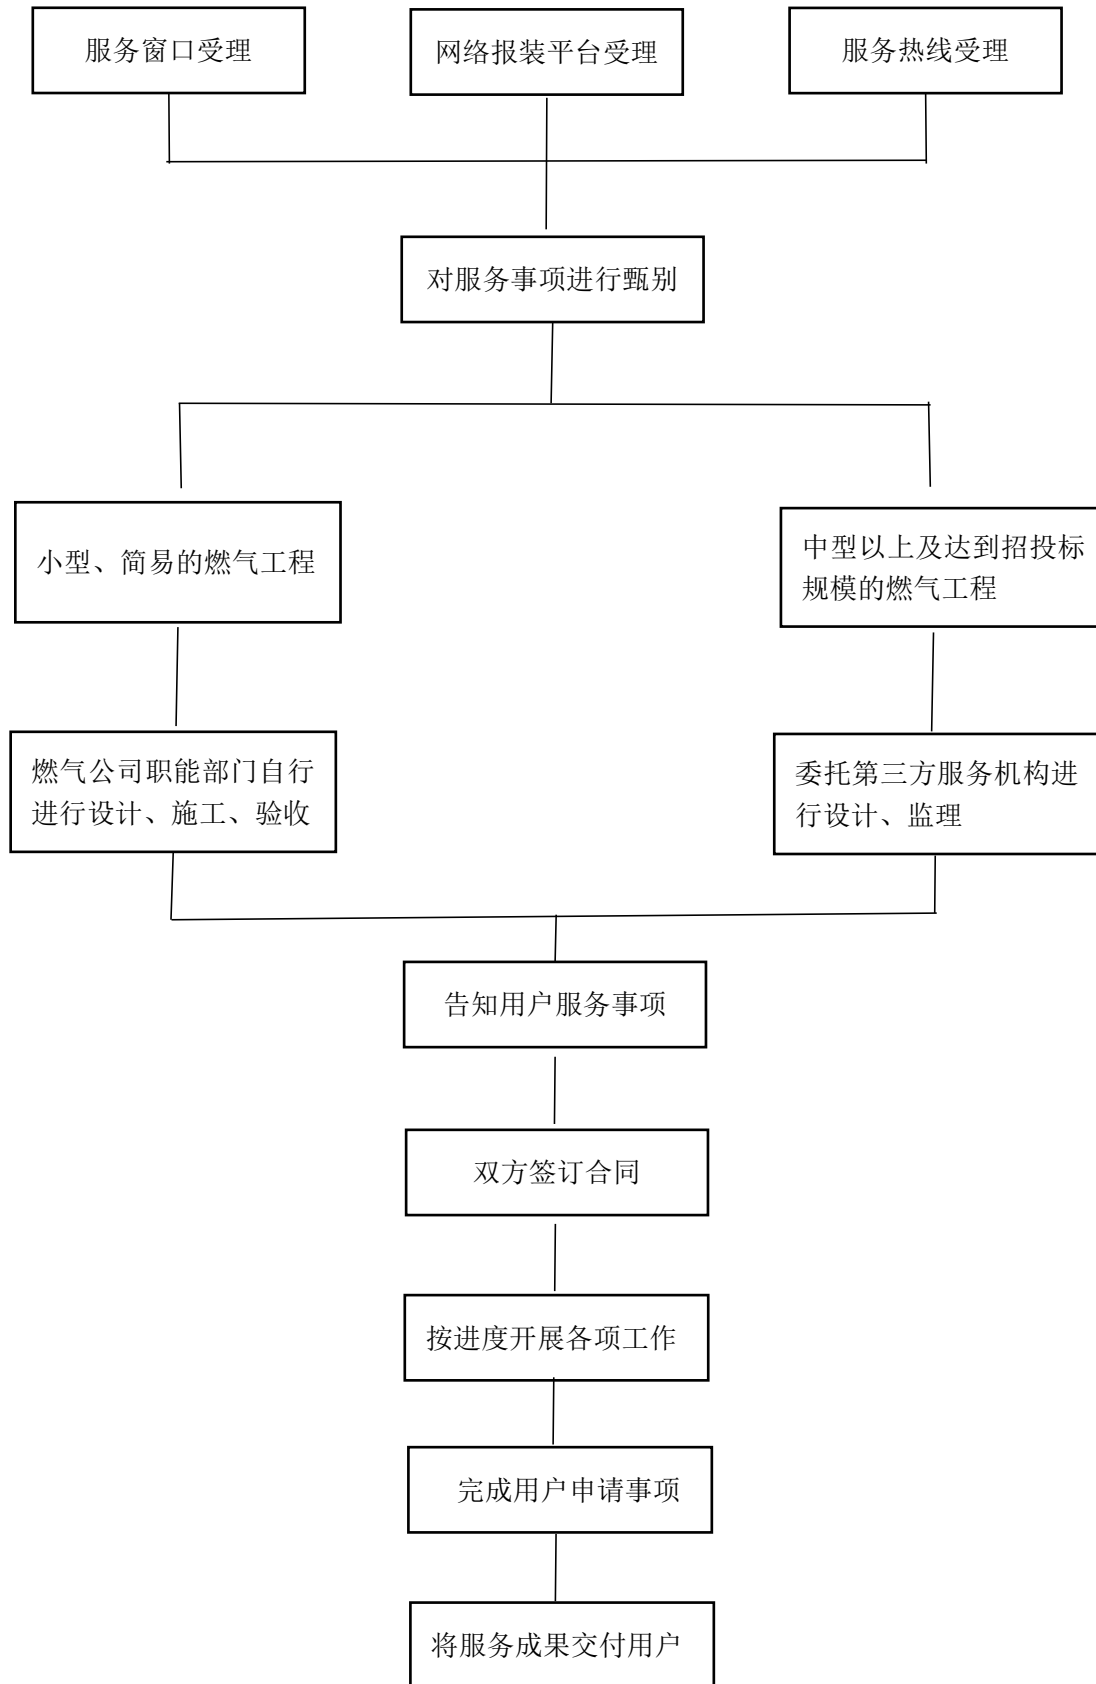 服务窗口受理
网络报装平台受理
服务热线受理
对服务事项进行甄别
小型、简易的燃气工程
中型以上及达到招投标
规模的燃气工程
燃气公司职能部门自行
进行设计、施工、验收
委托第三方服务机构进
行设计、监理
告知用户服务事项
双方签订合同
按进度开展各项工作
完成用户申请事项
将服务成果交付用户